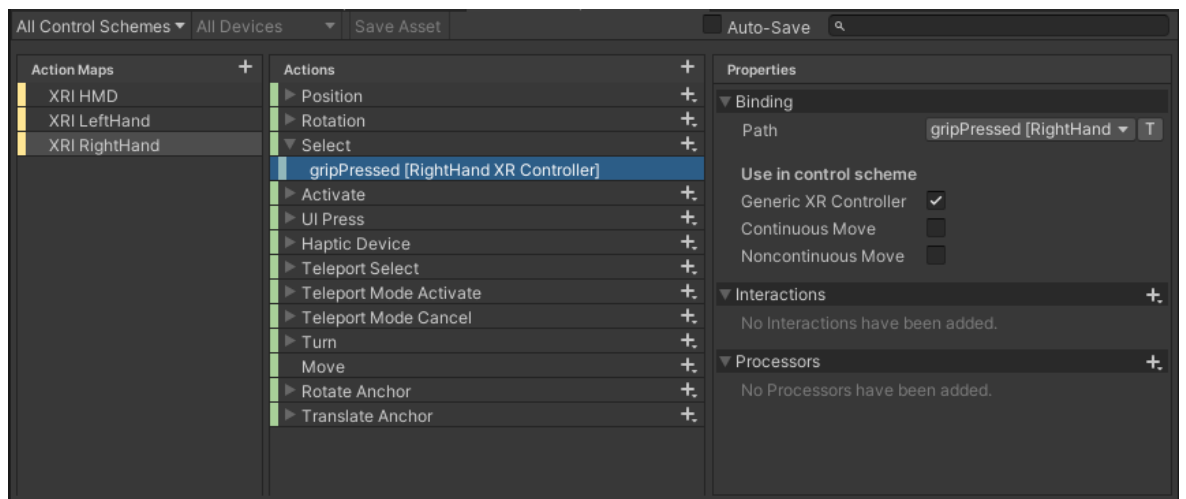 All Control Schemes All Devices Save Asset Auto-Save
Action Maps
XRI HMD
XRI LeftHand
XRI RightHand
Actions
Position
Rotation
Select
gripPressed [RightHand XR Controller]
Activate
UI Press
Haptic Device
Teleport Select
Teleport Mode Activate
Teleport Mode Cancel
Turn
Move
Rotate Anchor
Translate Anchor
Properties
Binding
Path gripPressed [RightHand T
Use in control scheme
Generic XR Controller
Continuous Move
Noncontinuous Move
Interactions
No Interactions have been added.
Processors
No Processors have been added.